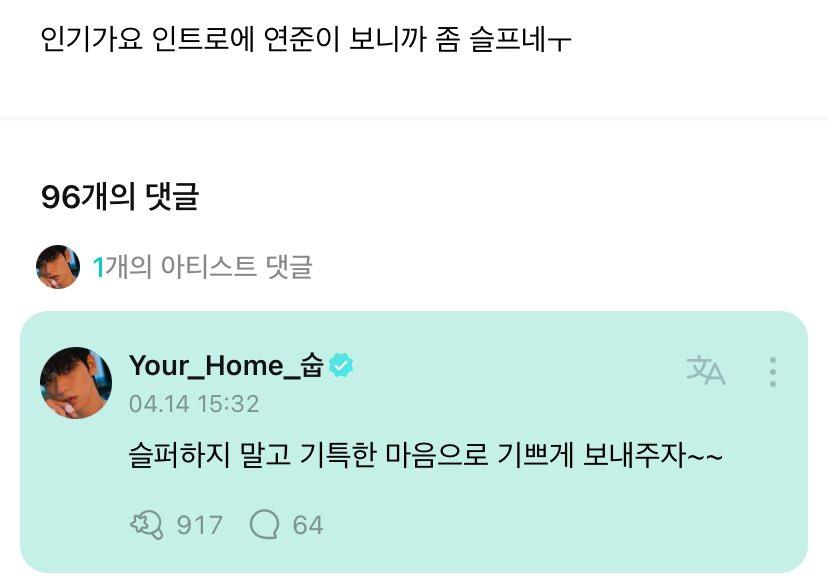 인기가요 인트로에 연준이 보니까 좀 슬프네ㅜ
96개의 댓글
1개의 아티스트 댓글
Your_Home_숩
04.14 15:32
슬퍼하지 말고 기특한 마음으로 기쁘게 보내주자~~
917 64